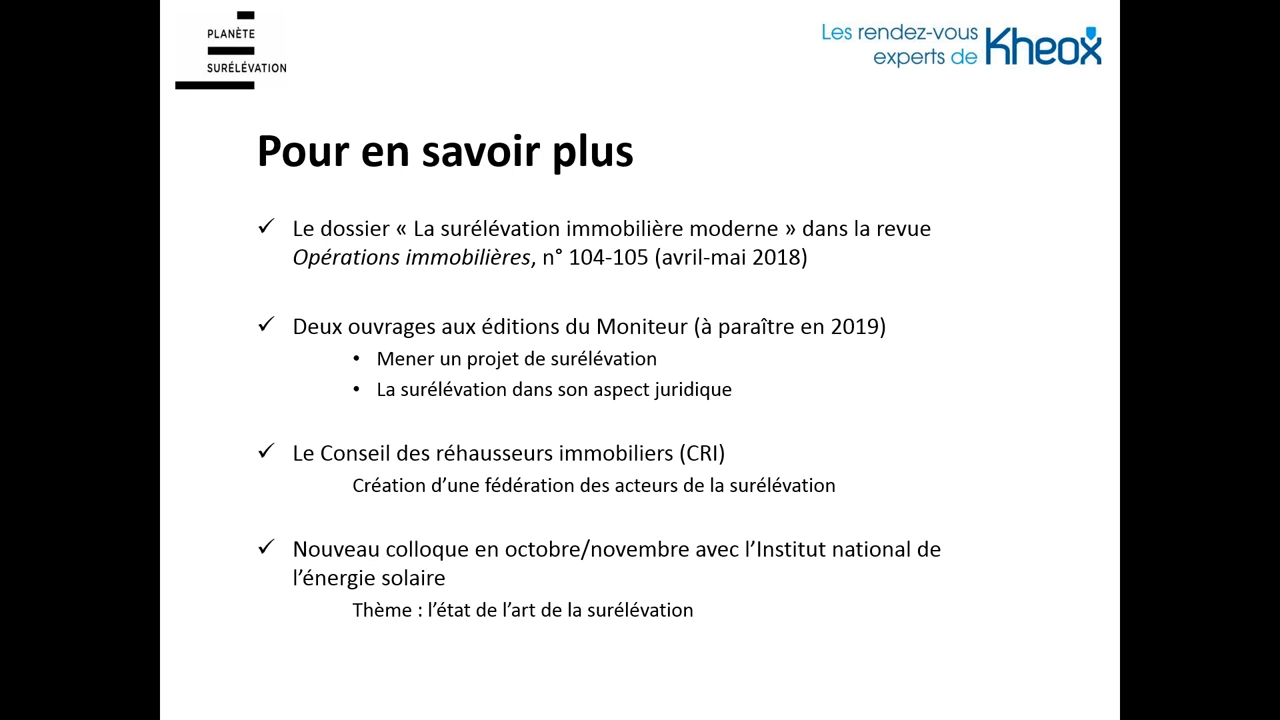 PLANÈTE
SURÉLÉVATION
Les rendez-vous
experts de Kheox
Pour en savoir plus
✓ Le dossier « La surélévation immobilière moderne » dans la revue
Opérations immobilières, n° 104-105 (avril-mai 2018)
✓ Deux ouvrages aux éditions du Moniteur (à paraître en 2019)
• Mener un projet de surélévation
• La surélévation dans son aspect juridique
✓ Le Conseil des réhausseurs immobiliers (CRI)
Création d’une fédération des acteurs de la surélévation
✓ Nouveau colloque en octobre/novembre avec l’Institut national de
l’énergie solaire
Thème : l’état de l’art de la surélévation